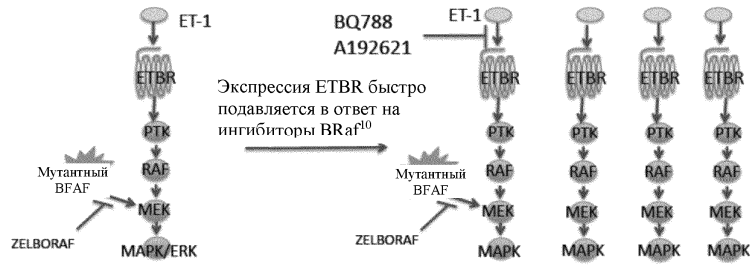 ET-1
ETBR
PTK
RAF
Мутантный
BFAF
MEK
ZELBORAF
MAPK/ERK
Экспрессия ETBR быстро
подавляется в ответ на
ингибиторы BRaf10
BQ788
A192621
ET-1
ETBR ETBR ETBR ETBR
PTK PTK PTK PTK
RAF RAF RAF RAF
Мутантный
BFAF
MEK MEK MEK MEK
ZELBORAF
MAPK MAPK MAPK MAPK